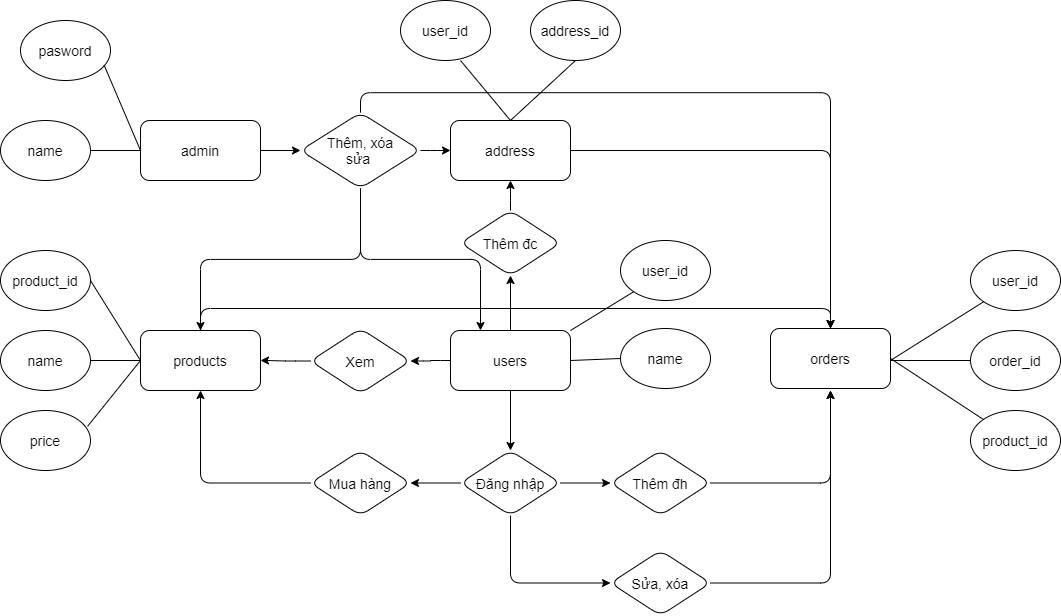 user_id
address_id
pasword
name
admin
Thêm, xóa
sửa
address
Thêm đc
product_id
user_id
user_id
name
products
Xem
users
name
orders
order_id
price
product_id
Mua hàng
Đăng nhập
Thêm đh
Sửa, xóa